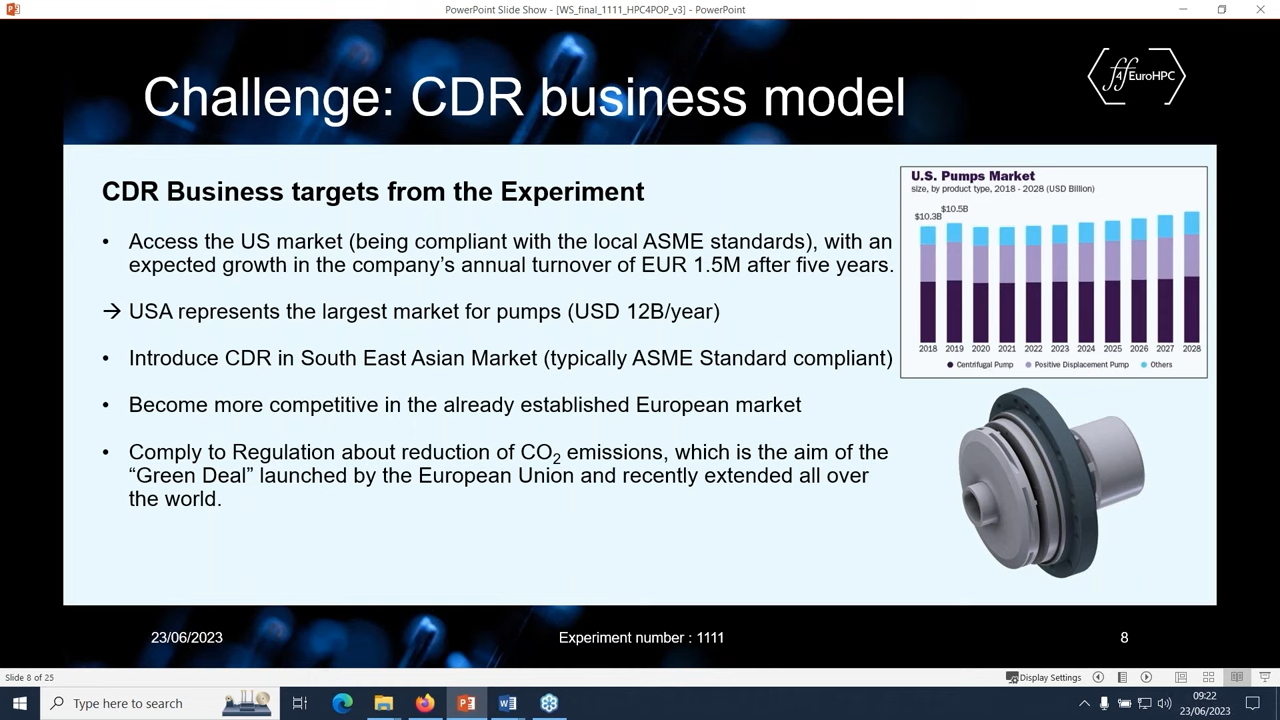 PowerPoint Slide Show - [WS_final_1111_HPC4POP_v3] - PowerPoint
Challenge: CDR business model
ff4EuroHPC
CDR Business targets from the Experiment
• Access the US market (being compliant with the local ASME standards), with an
expected growth in the company’s annual turnover of EUR 1.5M after five years.
→ USA represents the largest market for pumps (USD 12B/year)
• Introduce CDR in South East Asian Market (typically ASME Standard compliant)
• Become more competitive in the already established European market
• Comply to Regulation about reduction of CO₂ emissions, which is the aim of the
“Green Deal” launched by the European Union and recently extended all over
the world.
U.S. Pumps Market
size, by product type, 2018 - 2028 (USD Billion)
$10.3B $10.5B
2018 2019 2020 2021 2022 2023 2024 2025 2026 2027 2028
Centrifugal Pump Positive Displacement Pump Others
23/06/2023 Experiment number : 1111 8
Slide 8 of 25 Display Settings
Type here to search
09:22
23/06/2023